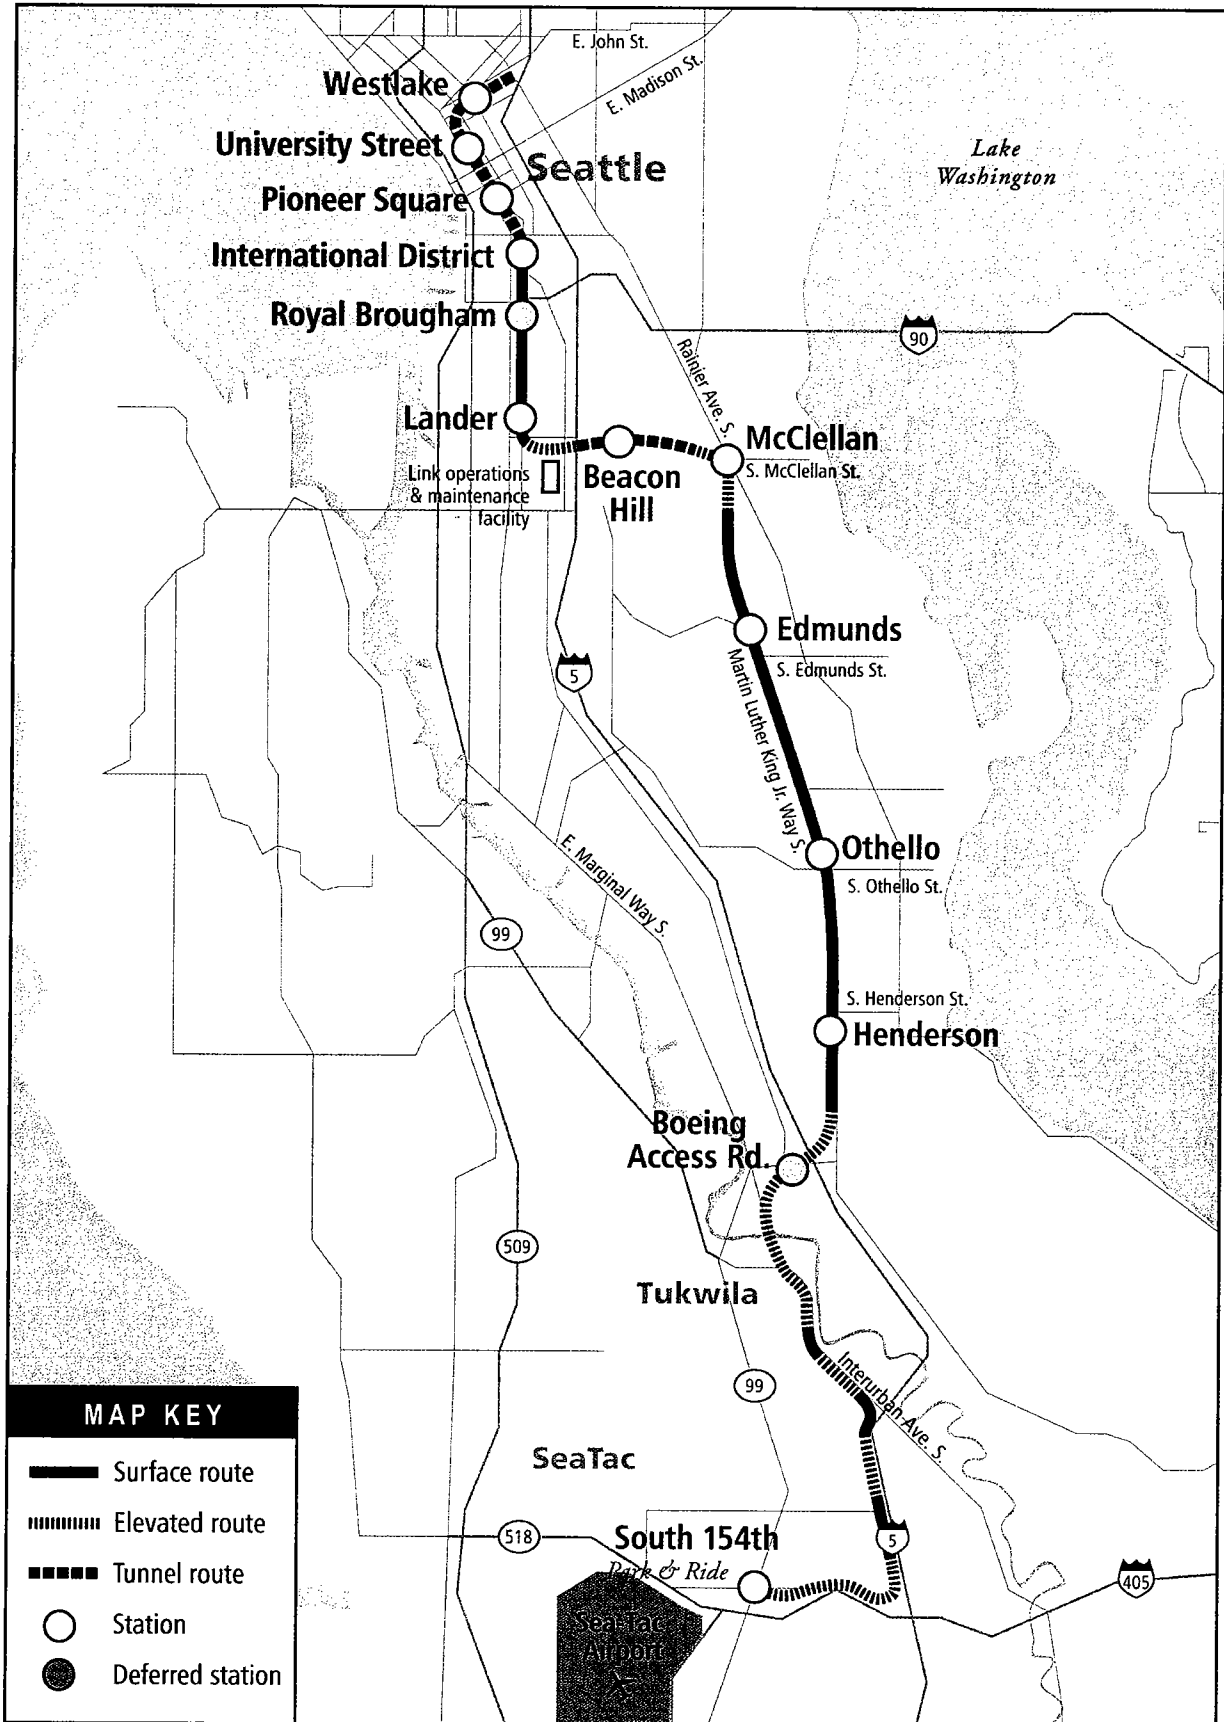 E. John St.
Westlake
E. Madison St.
University Street
Seattle
Lake
Washington
Pioneer Square
International District
Royal Brougham
90
Rainier Ave. S.
Lander
McClellan
S. McClellan St.
Link operations
& maintenance
facility
Beacon
Hill
Edmunds
S. Edmunds St.
5
Martin Luther King Jr. Way S.
Othello
S. Othello St.
E. Marginal Way S.
99
S. Henderson St.
Henderson
Boeing
Access Rd.
509
Tukwila
Interurban Ave. S.
99
SeaTac
518
South 154th
Park & Ride
5
405
Sea-Tac
Airport
MAP KEY
Surface route
Elevated route
Tunnel route
Station
Deferred station